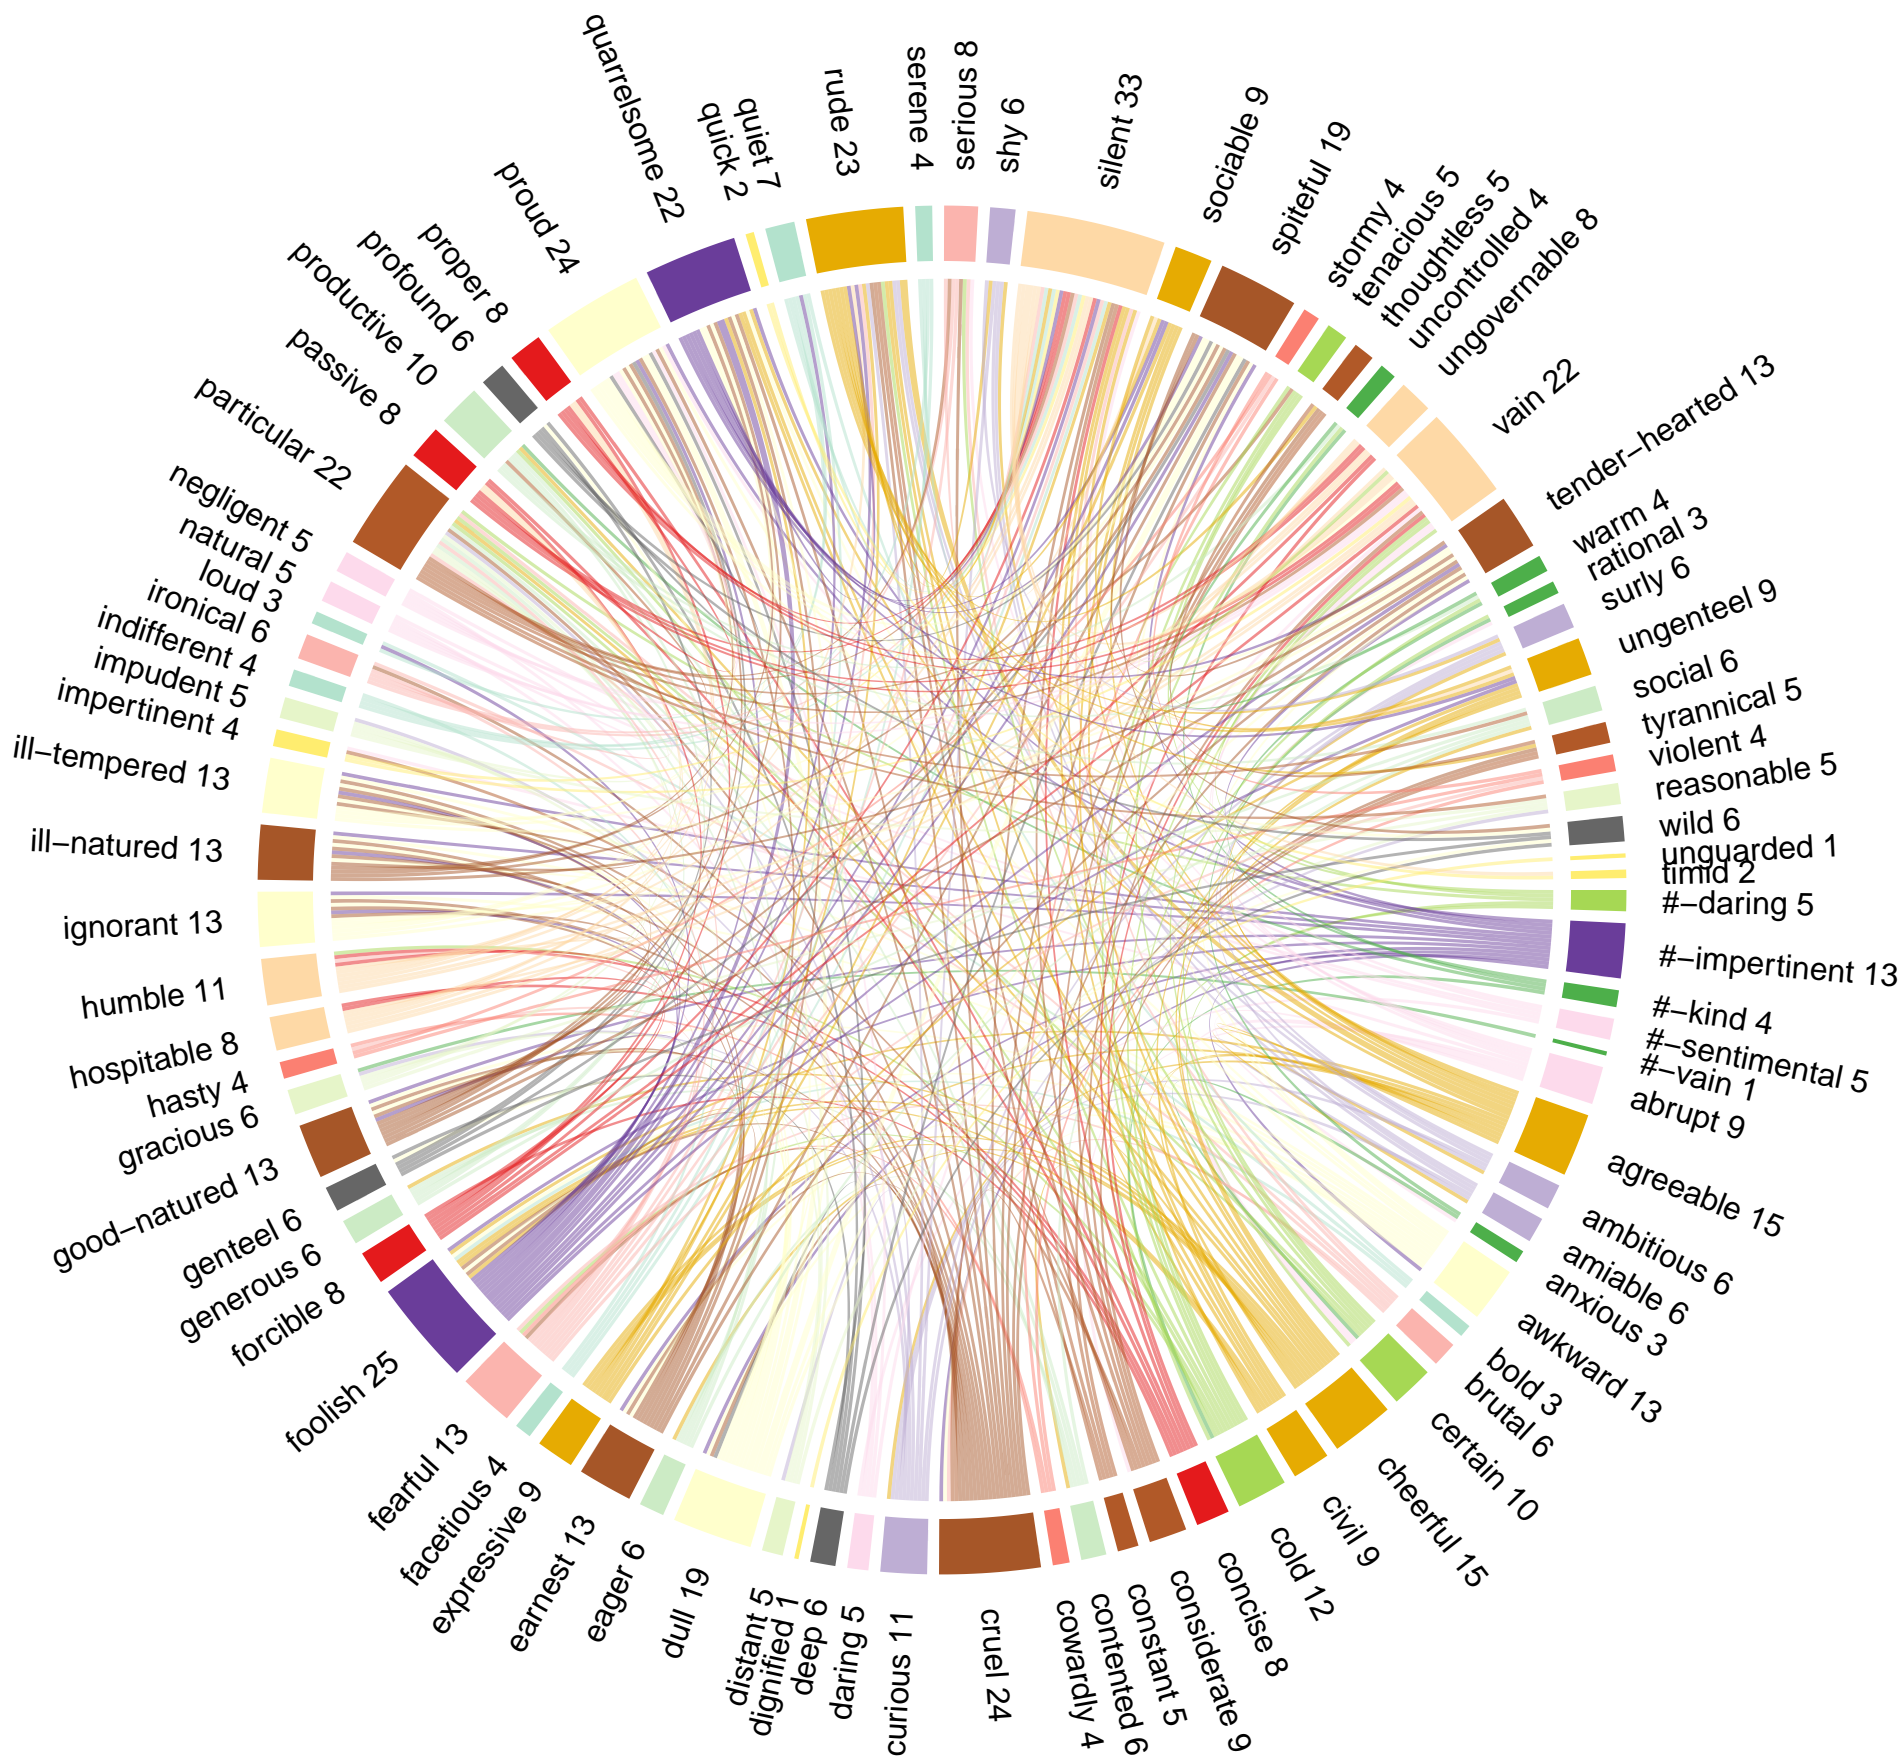 quarrelsome 22
quick 2
quiet 7
rude 23
serene 4
serious 8
shy 6
silent 33
sociable 9
spiteful 19
stormy 4
tenacious 5
thoughtless 5
uncontrolled 4
ungovernable 8
vain 22
tender–hearted 13
warm 4
rational 3
surly 6
ungenteel 9
social 6
tyrannical 5
violent 4
reasonable 5
wild 6
unguarded 1
timid 2
#–daring 5
#–impertinent 13
#–kind 4
#–sentimental 5
#–vain 1
abrupt 9
agreeable 15
ambitious 6
amiable 6
anxious 3
awkward 13
bold 3
brutal 6
certain 10
cheerful 15
civil 9
cold 12
concise 8
considerate 9
constant 5
contented 6
cowardly 4
cruel 24
curious 11
daring 5
deep 6
dignified 1
distant 5
dull 19
eager 6
earnest 13
expressive 9
facetious 4
fearful 13
foolish 25
forcible 8
generous 6
genteel 6
good–natured 13
gracious 6
hasty 4
hospitable 8
humble 11
ignorant 13
ill–natured 13
ill–tempered 13
impertinent 4
impudent 5
indifferent 4
ironical 6
loud 3
natural 5
negligent 5
particular 22
passive 8
productive 10
profound 6
proper 8
proud 24